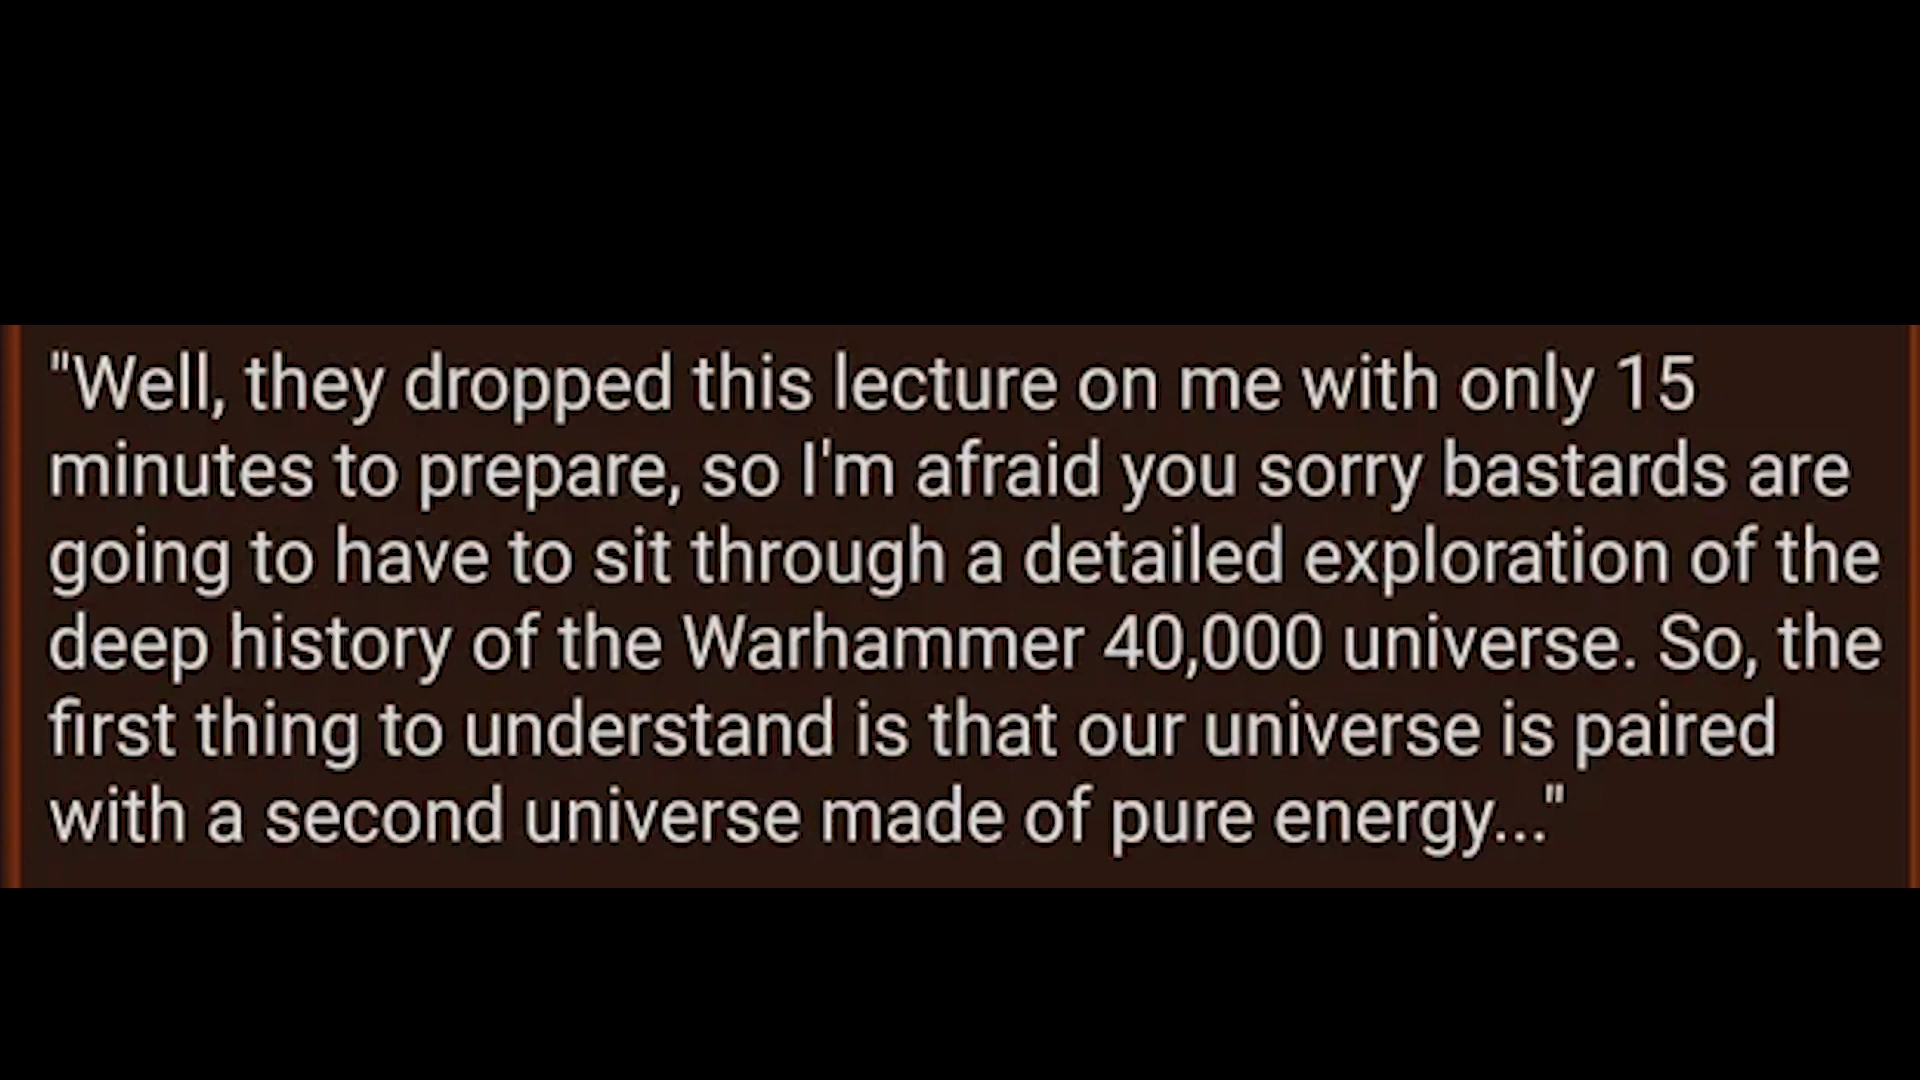 "Well, they dropped this lecture on me with only 15
minutes to prepare, so I'm afraid you sorry bastards are
going to have to sit through a detailed exploration of the
deep history of the Warhammer 40,000 universe. So, the
first thing to understand is that our universe is paired
with a second universe made of pure energy..."